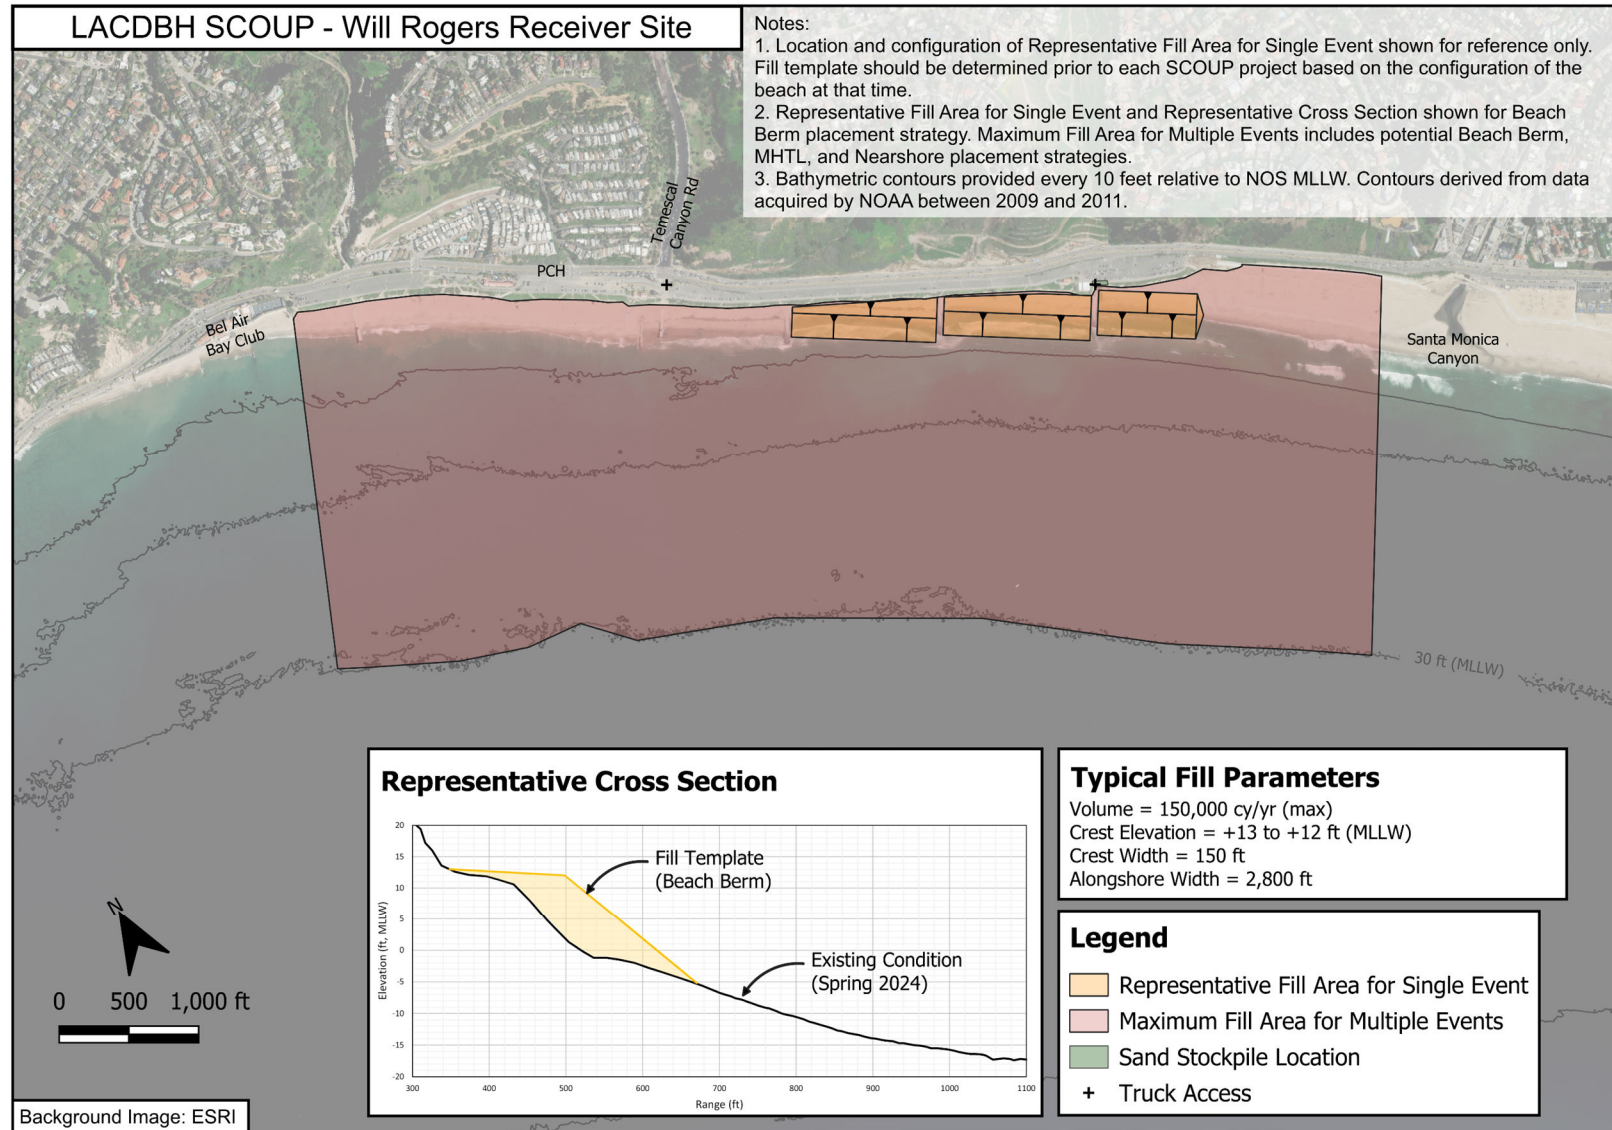 LACDBH SCOUP - Will Rogers Receiver Site
Notes:
1. Location and configuration of Representative Fill Area for Single Event shown for reference only.
Fill template should be determined prior to each SCOUP project based on the configuration of the
beach at that time.
2. Representative Fill Area for Single Event and Representative Cross Section shown for Beach
Berm placement strategy. Maximum Fill Area for Multiple Events includes potential Beach Berm,
MHTL, and Nearshore placement strategies.
3. Bathymetric contours provided every 10 feet relative to NOS MLLW. Contours derived from data
acquired by NOAA between 2009 and 2011.
Temescal
Canyon Rd
PCH
Bel Air
Bay Club
Santa Monica
Canyon
30 ft (MLLW)
N
0 500 1,000 ft
Representative Cross Section
20
15
10
5
0
-5
-10
-15
-20
Elevation (ft, MLLW)
Fill Template
(Beach Berm)
Existing Condition
(Spring 2024)
300 400 500 600 700 800 900 1000 1100
Range (ft)
Typical Fill Parameters
Volume = 150,000 cy/yr (max)
Crest Elevation = +13 to +12 ft (MLLW)
Crest Width = 150 ft
Alongshore Width = 2,800 ft
Legend
Representative Fill Area for Single Event
Maximum Fill Area for Multiple Events
Sand Stockpile Location
Truck Access
Background Image: ESRI